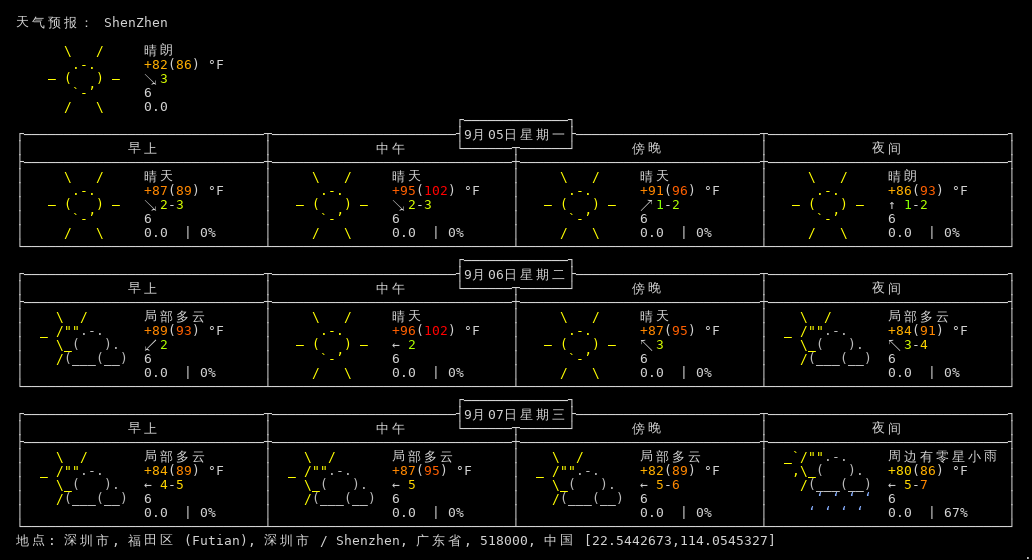 天气预报: ShenZhen
晴朗
+82(86) °F
↘ 3
6
0.0
9月05日星期一
早上 中午 傍晚 夜间
晴天 晴天 晴天 晴朗
+87(89) °F +95(102) °F +91(96) °F +86(93) °F
↘ 2-3 ↘ 2-3 ↗ 1-2 ↑ 1-2
6 6 6 6
0.0 | 0% 0.0 | 0% 0.0 | 0% 0.0 | 0%
9月06日星期二
早上 中午 傍晚 夜间
局部多云 晴天 晴天 局部多云
+89(93) °F +96(102) °F +87(95) °F +84(91) °F
↙ 2 ← 2 ↖ 3 ↖ 3-4
6 6 6 6
0.0 | 0% 0.0 | 0% 0.0 | 0% 0.0 | 0%
9月07日星期三
早上 中午 傍晚 夜间
局部多云 局部多云 局部多云 周边有零星小雨
+84(89) °F +87(95) °F +82(89) °F +80(86) °F
← 4-5 ← 5 ← 5-6 ← 5-7
6 6 6 6
0.0 | 0% 0.0 | 0% 0.0 | 0% 0.0 | 67%
地点: 深圳市, 福田区 (Futian), 深圳市 / Shenzhen, 广东省, 518000, 中国 [22.5442673,114.0545327]